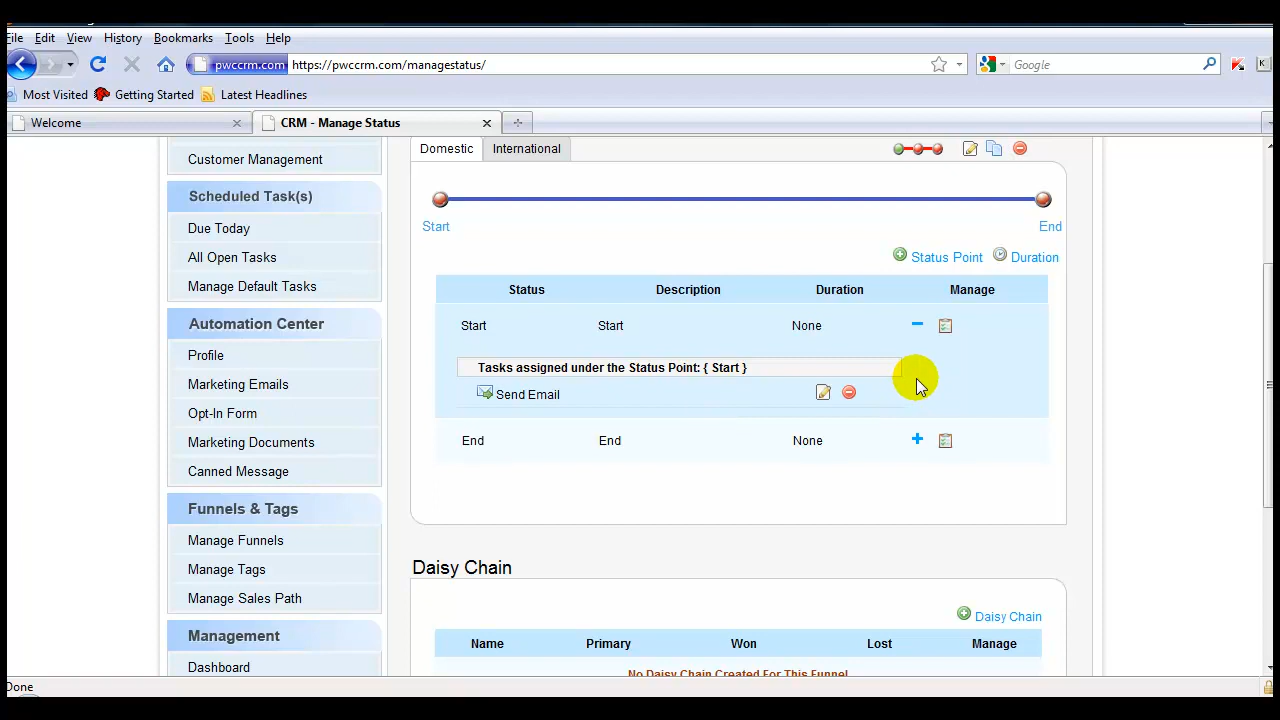 File Edit View History Bookmarks Tools Help
pwccrm.com https://pwccrm.com/managestatus/ Google
Most Visited Getting Started Latest Headlines
Welcome CRM - Manage Status
Customer Management
Scheduled Task(s)
Due Today
All Open Tasks
Manage Default Tasks
Automation Center
Profile
Marketing Emails
Opt-In Form
Marketing Documents
Canned Message
Funnels & Tags
Manage Funnels
Manage Tags
Manage Sales Path
Management
Dashboard
Domestic International
Start End
Status Point Duration
Status Description Duration Manage
Start Start None
Tasks assigned under the Status Point: { Start }
Send Email
End End None
Daisy Chain
Daisy Chain
Name Primary Won Lost Manage
No Daisy Chain Created For This Funnel
Done